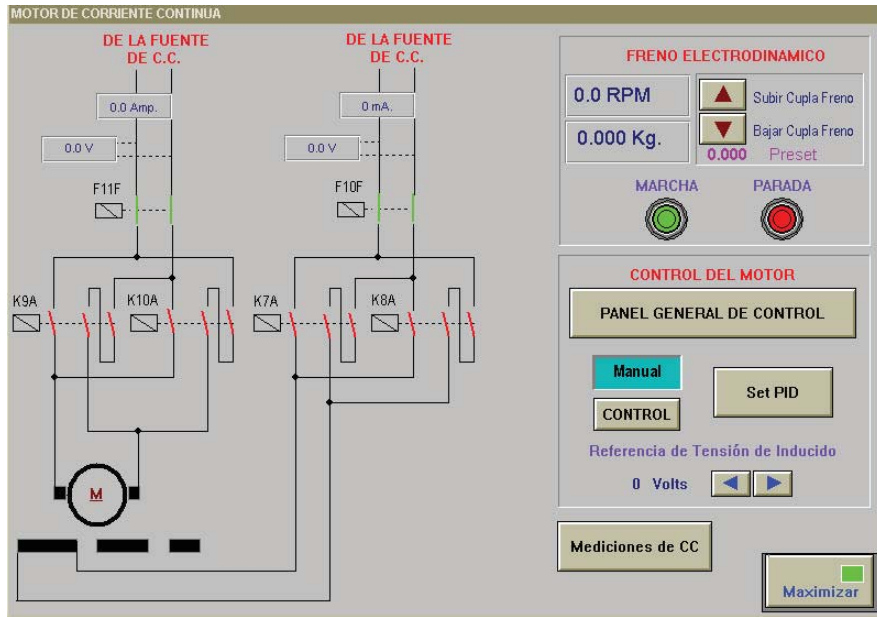 MOTOR DE CORRIENTE CONTINUA
DE LA FUENTE
DE C.C.
0.0 Amp.
0.0 V
F11F
K9A
K10A
M
DE LA FUENTE
DE C.C.
0 mA.
0.0 V
F10F
K7A
K8A
FRENO ELECTRODINAMICO
0.0 RPM
0.000 Kg.
Subir Cupla Freno
Bajar Cupla Freno
0.000 Preset
MARCHA
PARADA
CONTROL DEL MOTOR
PANEL GENERAL DE CONTROL
Manual
CONTROL
Set PID
Referencia de Tensión de Inducido
0 Volts
Mediciones de CC
Maximizar